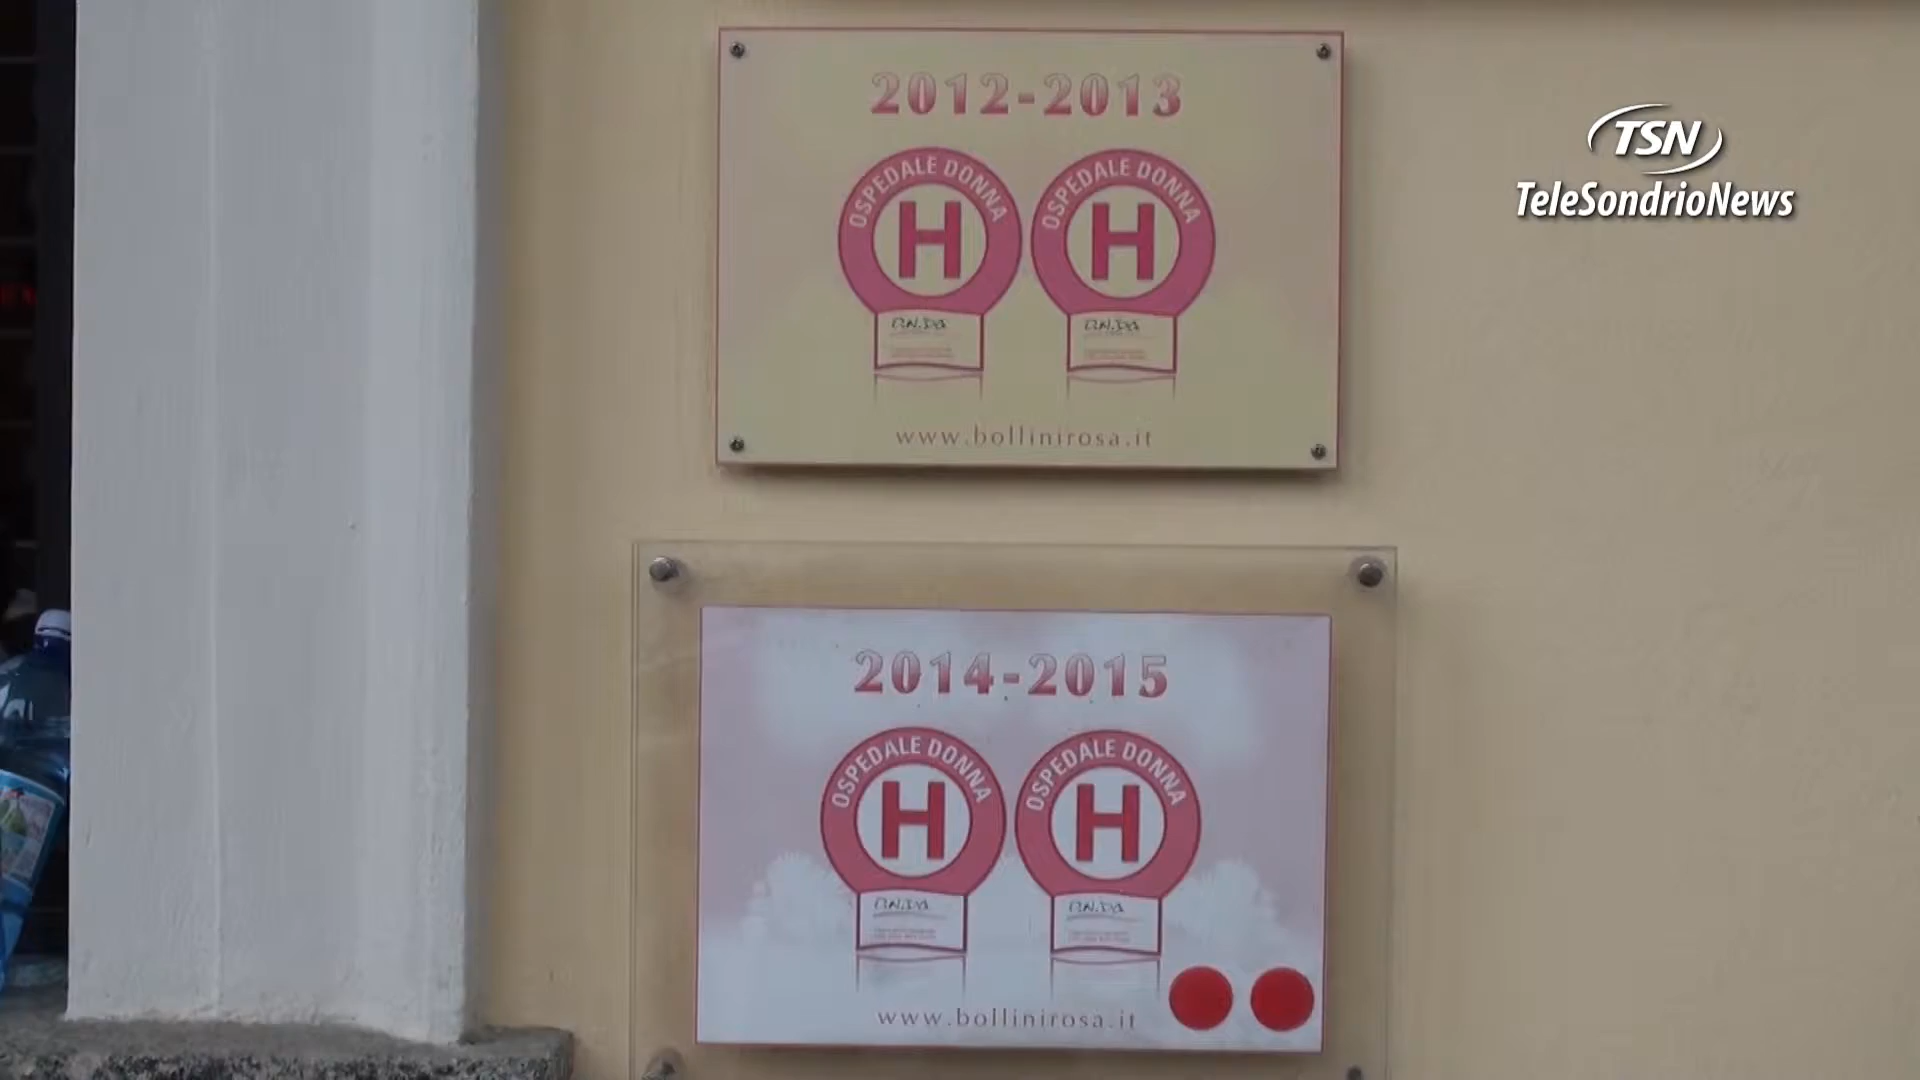 2012-2013
OSPEDALE DONNA OSPEDALE DONNA
H H
O.N.Da O.N.Da
www.bollinirosa.it
TSN
TeleSondrioNews
2014-2015
OSPEDALE DONNA OSPEDALE DONNA
H H
O.N.Da O.N.Da
www.bollinirosa.it